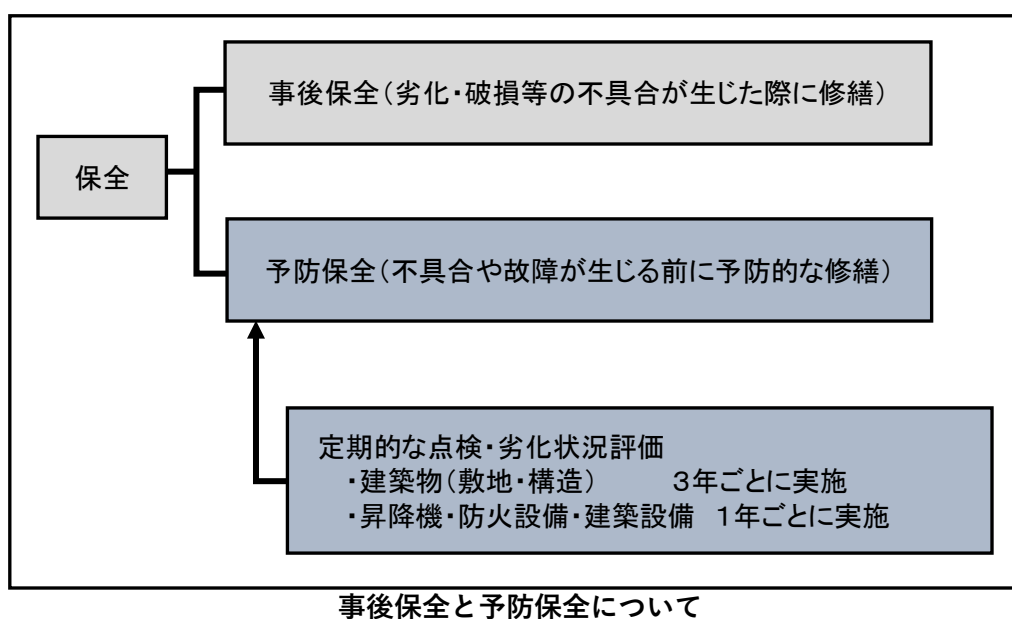 事後保全(劣化・破損等の不具合が生じた際に修繕)
保全
予防保全(不具合や故障が生じる前に予防的な修繕)
定期的な点検・劣化状況評価
・建築物(敷地・構造)　　　3年ごとに実施
・昇降機・防火設備・建築設備　1年ごとに実施
事後保全と予防保全について